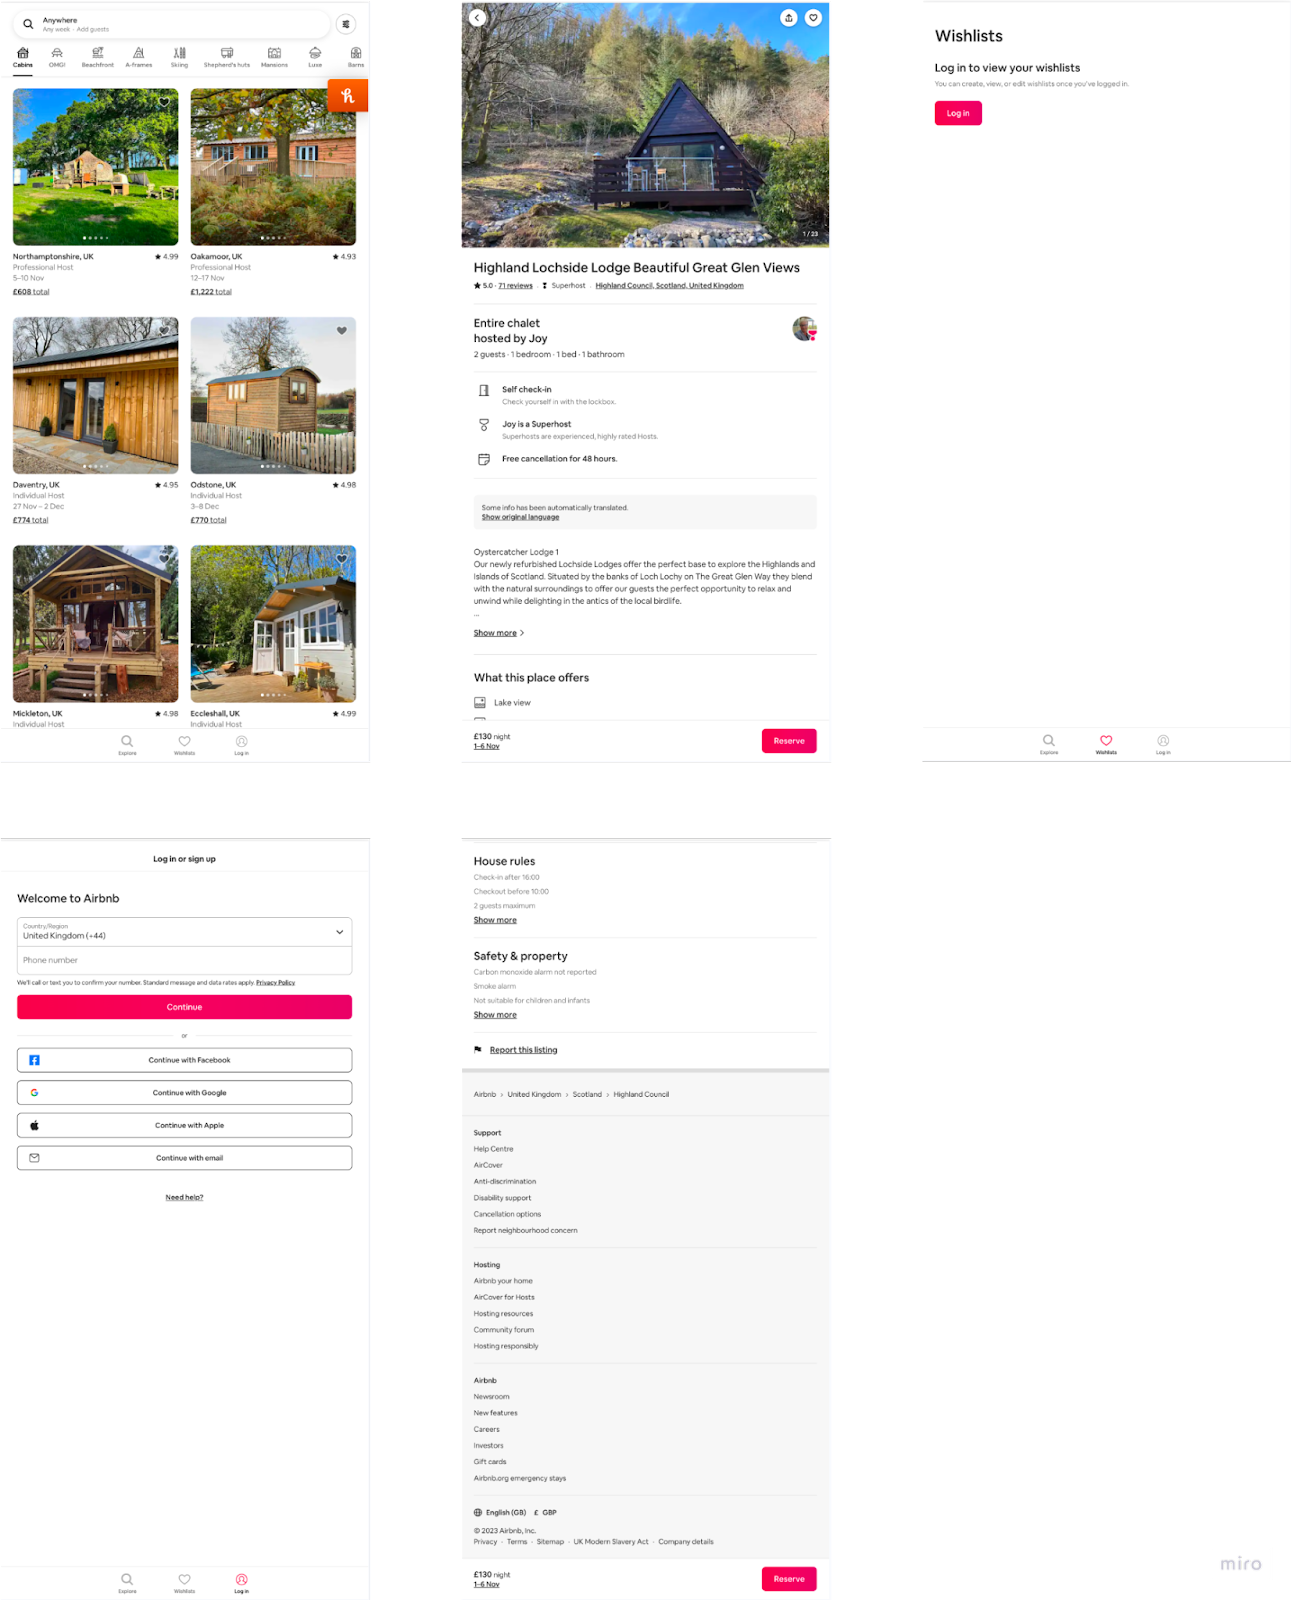 Anywhere
Any week · Add guests
Cabins
OMG!
Beachfront
A-frames
Skiing
Shepherd's huts
Mansions
Luxe
Barns
Northamptonshire, UK
★ 4.99
Professional Host
5–10 Nov
£608 total
Oakamoor, UK
★ 4.93
Professional Host
12–17 Nov
£1,222 total
Daventry, UK
★ 4.95
Individual Host
27 Nov – 2 Dec
£774 total
Odstone, UK
★ 4.98
Individual Host
3–8 Dec
£770 total
Mickleton, UK
★ 4.98
Individual Host
Eccleshall, UK
★ 4.99
Individual Host
Explore
Wishlists
Log in
1 / 23
Highland Lochside Lodge Beautiful Great Glen Views
★ 5.0 · 71 reviews · Superhost · Highland Council, Scotland, United Kingdom
Entire chalet
hosted by Joy
2 guests · 1 bedroom · 1 bed · 1 bathroom
Self check-in
Check yourself in with the lockbox.
Joy is a Superhost
Superhosts are experienced, highly rated Hosts.
Free cancellation for 48 hours.
Some info has been automatically translated.
Show original language
Oystercatcher Lodge 1
Our newly refurbished Lochside Lodges offer the perfect base to explore the Highlands and
Islands of Scotland. Situated by the banks of Loch Lochy on The Great Glen Way they blend
with the natural surroundings to offer our guests the perfect opportunity to relax and
unwind while delighting in the antics of the local birdlife.
...
Show more
What this place offers
Lake view
£130 night
1–6 Nov
Reserve
Wishlists
Log in to view your wishlists
You can create, view, or edit wishlists once you've logged in.
Log in
Explore
Wishlists
Log in
Log in or sign up
Welcome to Airbnb
Country/Region
United Kingdom (+44)
Phone number
We'll call or text you to confirm your number. Standard message and data rates apply. Privacy Policy
Continue
or
Continue with Facebook
Continue with Google
Continue with Apple
Continue with email
Need help?
Explore
Wishlists
Log in
House rules
Check-in after 16:00
Checkout before 10:00
2 guests maximum
Show more
Safety & property
Carbon monoxide alarm not reported
Smoke alarm
Not suitable for children and infants
Show more
Report this listing
Airbnb › United Kingdom › Scotland › Highland Council
Support
Help Centre
AirCover
Anti-discrimination
Disability support
Cancellation options
Report neighbourhood concern
Hosting
Airbnb your home
AirCover for Hosts
Hosting resources
Community forum
Hosting responsibly
Airbnb
Newsroom
New features
Careers
Investors
Gift cards
Airbnb.org emergency stays
English (GB) £ GBP
© 2023 Airbnb, Inc.
Privacy · Terms · Sitemap · UK Modern Slavery Act · Company details
£130 night
1–6 Nov
Reserve
miro